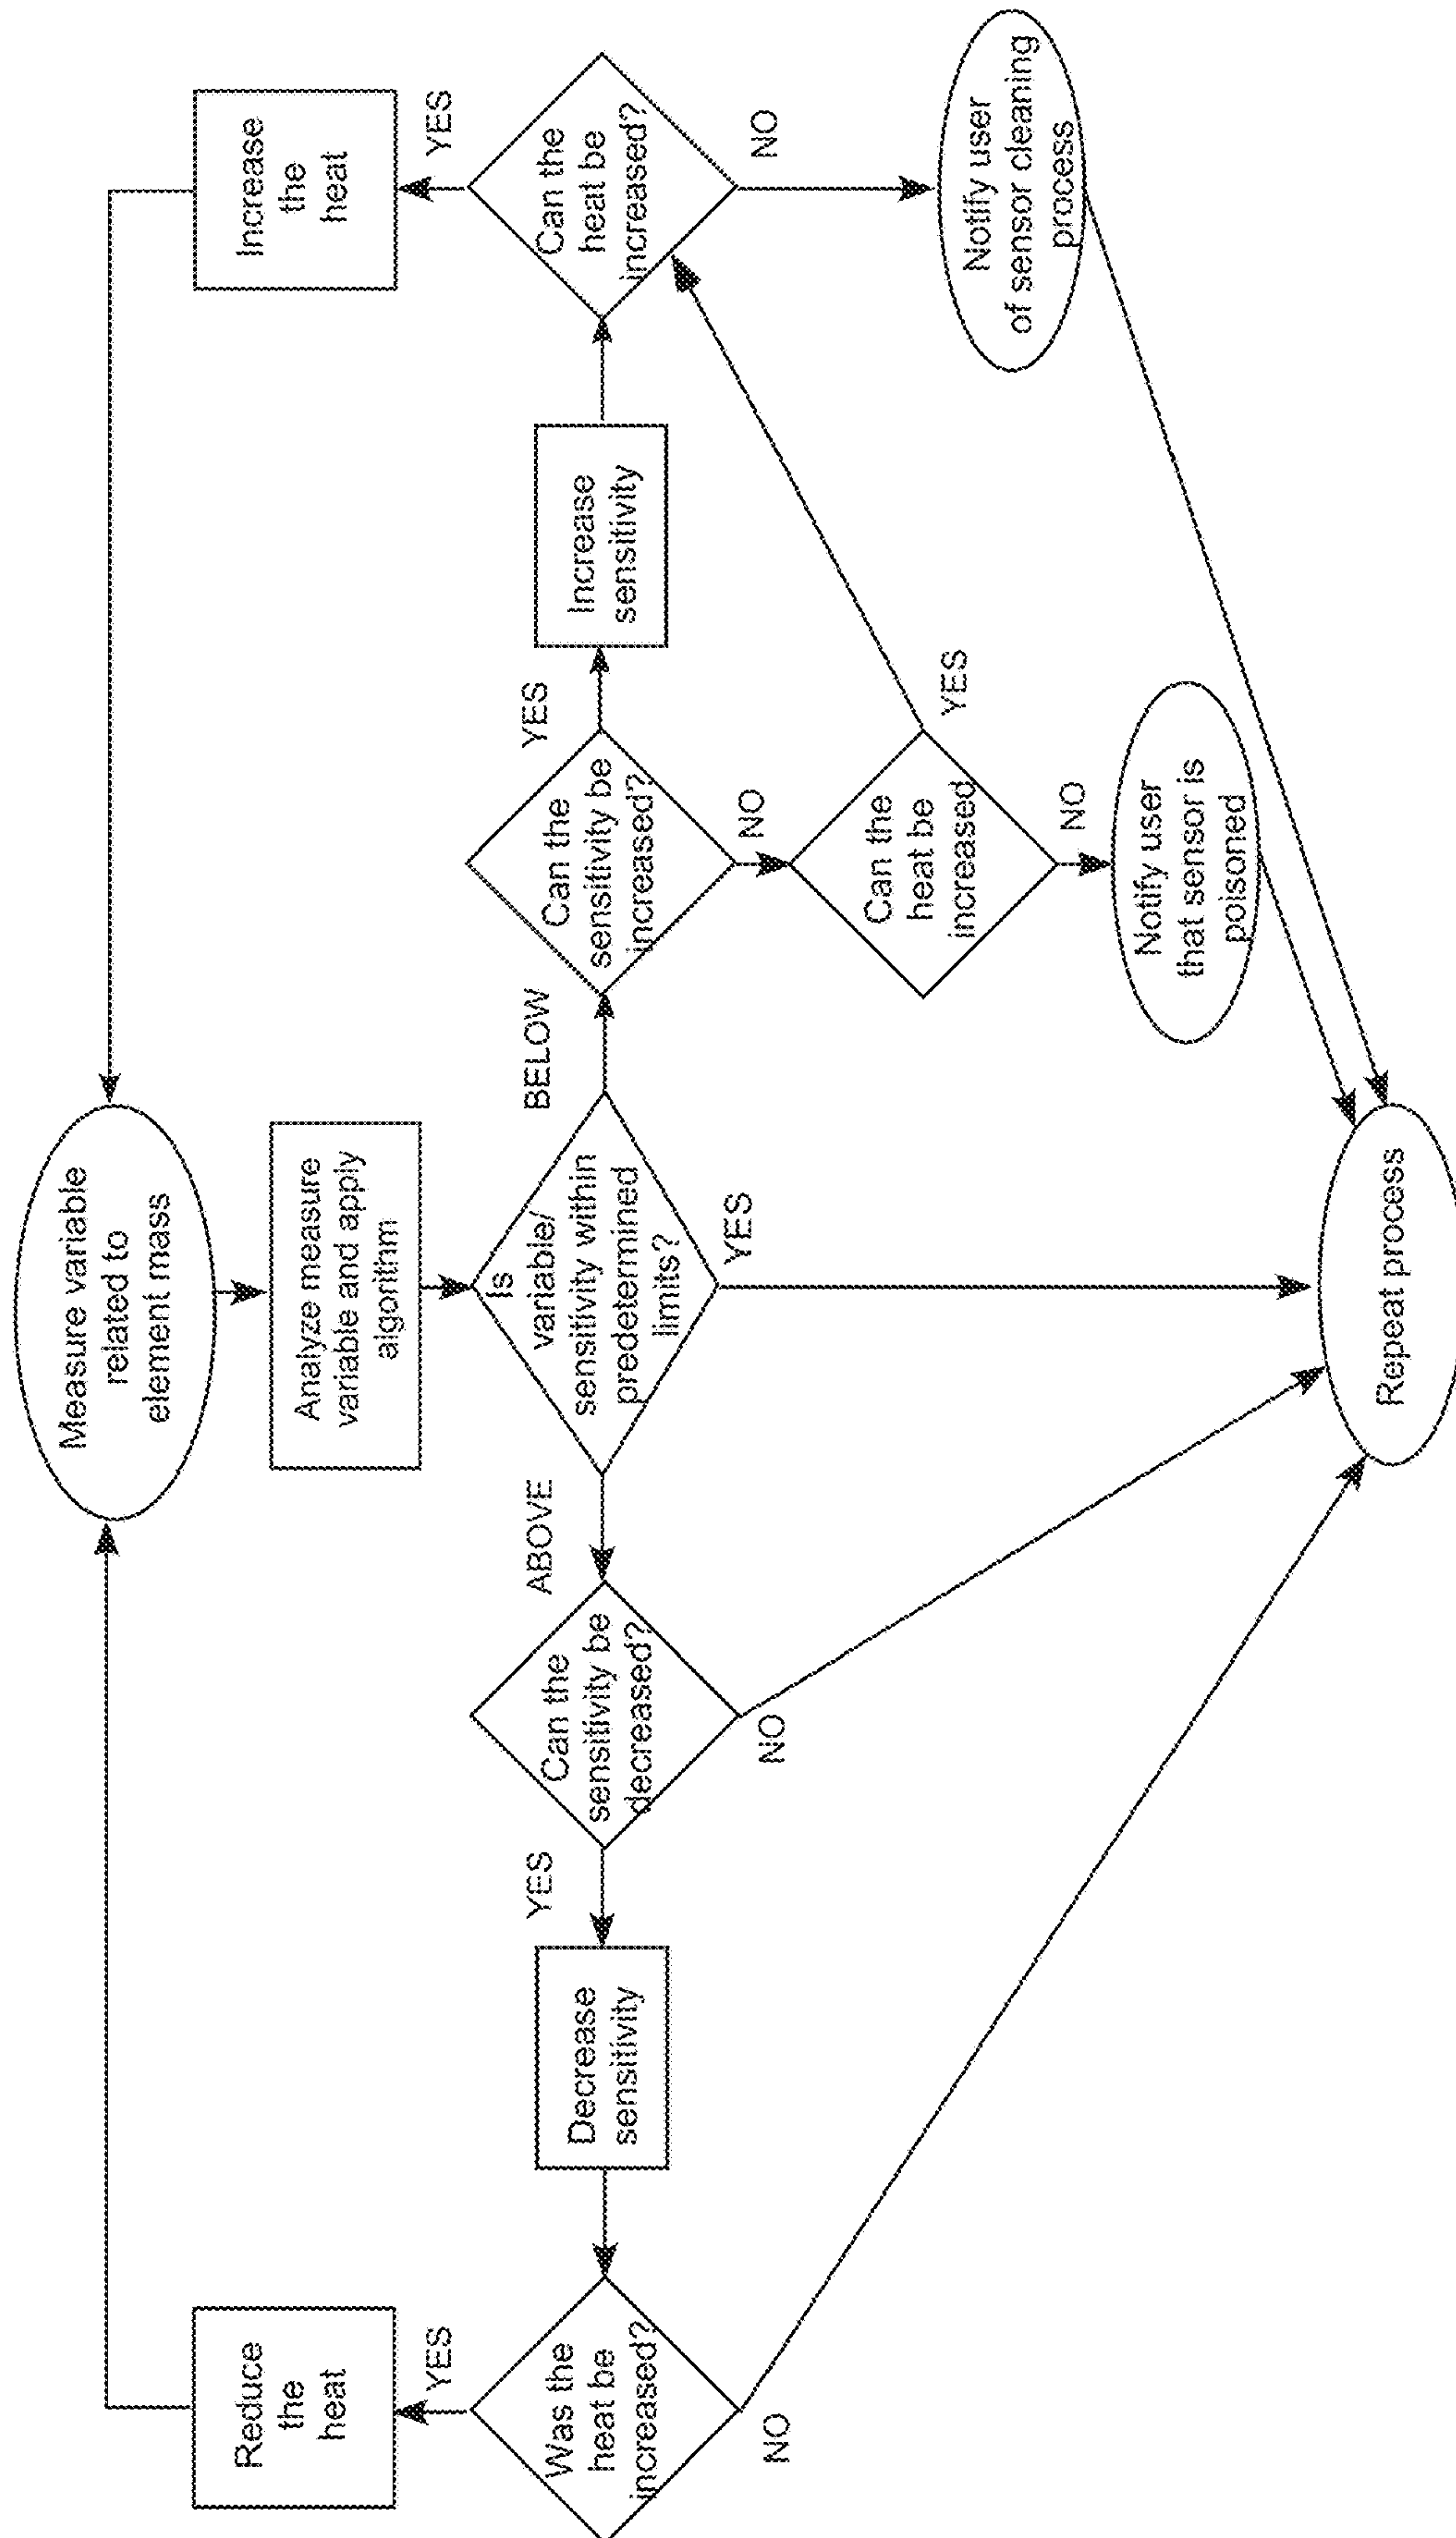 Measure variable
related to
element mass
Analyze measure
variable and apply
algorithm
Is
variable/
sensitivity within
predetermined
limits?
ABOVE
BELOW
YES
Can the
sensitivity be
decreased?
YES
NO
Decrease
sensitivity
Was the
heat be
increased?
YES
NO
Reduce
the
heat
Can the
sensitivity be
increased?
YES
NO
Increase
sensitivity
Can the
heat be
increased?
YES
NO
Increase
the
heat
Can the
heat be
increased
YES
NO
Notify user
that sensor is
poisoned
Notify user
of sensor cleaning
process
Repeat process